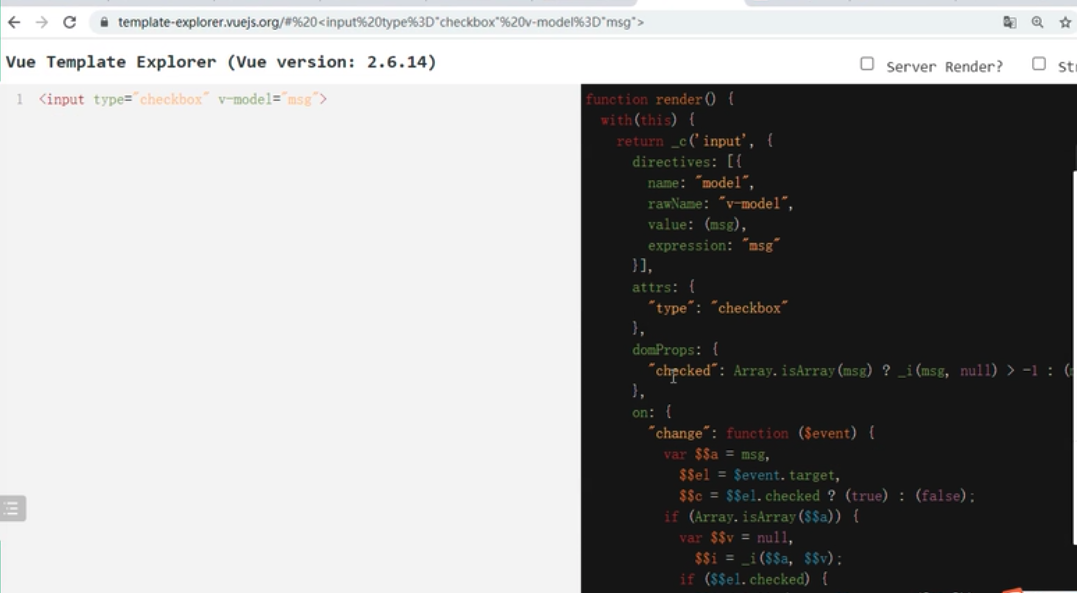 template-explorer.vuejs.org/#%20<input%20type%3D"checkbox"%20v-model%3D"msg">
Vue Template Explorer (Vue version: 2.6.14)
Server Render?
1 <input type="checkbox" v-model="msg">
function render() {
with(this) {
return _c('input', {
directives: [{
name: "model",
rawName: "v-model",
value: (msg),
expression: "msg"
}],
attrs: {
"type": "checkbox"
},
domProps: {
"checked": Array.isArray(msg) ? _i(msg, null) > -1 : (
},
on: {
"change": function ($event) {
var $$a = msg,
$$el = $event.target,
$$c = $$el.checked ? (true) : (false);
if (Array.isArray($$a)) {
var $$v = null,
$$i = _i($$a, $$v);
if ($$el.checked) {